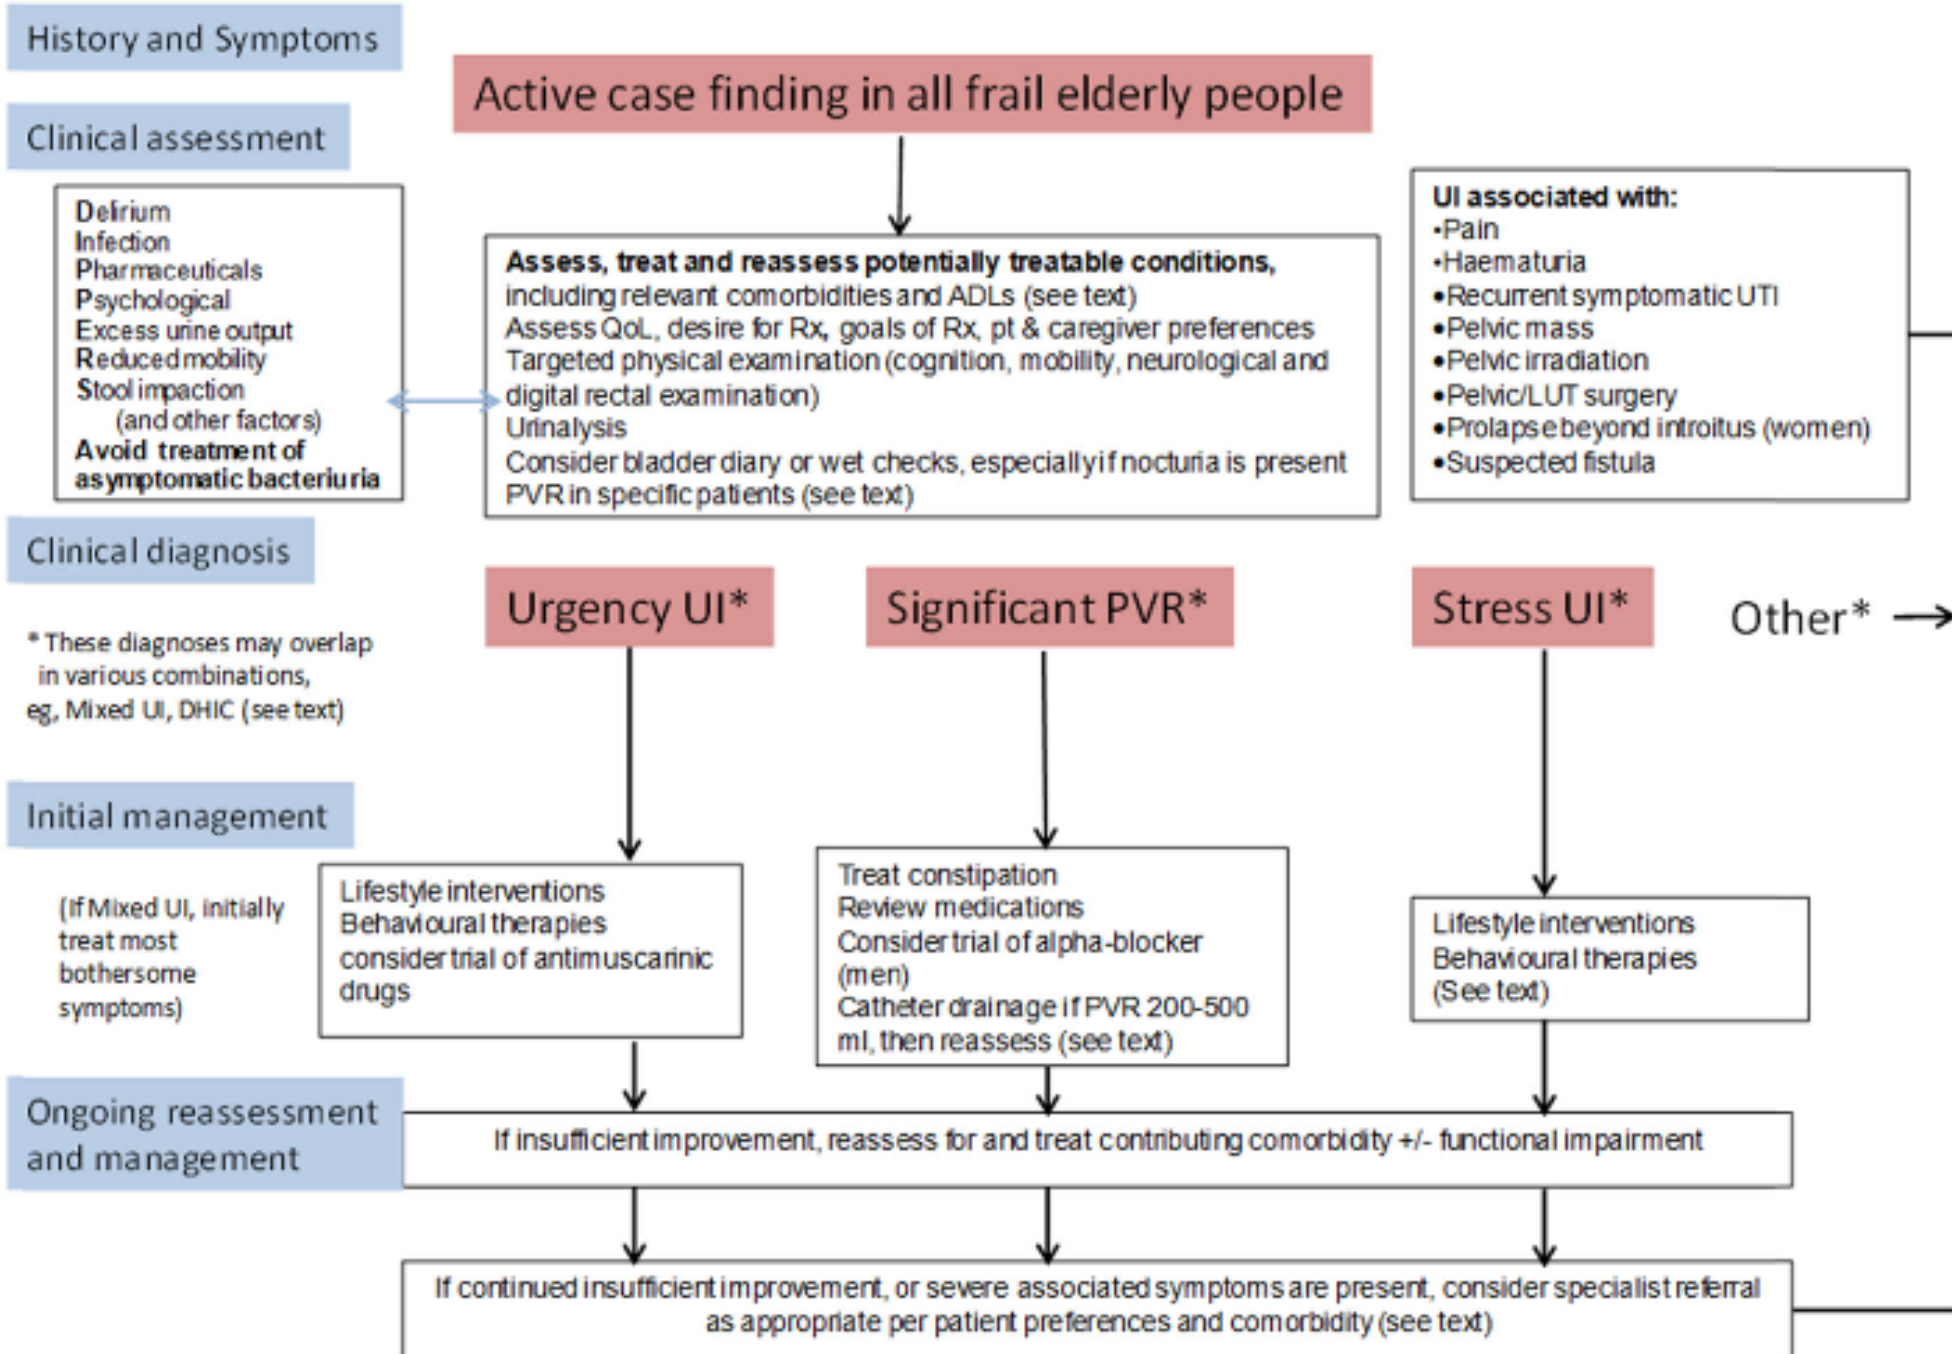 History and Symptoms
Active case finding in all frail elderly people
Clinical assessment
Delirium
Infection
Pharmaceuticals
Psychological
Excess urine output
Reduced mobility
Stool impaction
(and other factors)
Avoid treatment of
asymptomatic bacteriuria
Assess, treat and reassess potentially treatable conditions,
including relevant comorbidities and ADLs (see text)
Assess QoL, desire for Rx, goals of Rx, pt & caregiver preferences
Targeted physical examination (cognition, mobility, neurological and
digital rectal examination)
Urinalysis
Consider bladder diary or wet checks, especially if nocturia is present
PVR in specific patients (see text)
UI associated with:
•Pain
•Haematuria
•Recurrent symptomatic UTI
•Pelvic mass
•Pelvic irradiation
•Pelvic/LUT surgery
•Prolapse beyond introitus (women)
•Suspected fistula
Clinical diagnosis
* These diagnoses may overlap
in various combinations,
eg, Mixed UI, DHIC (see text)
Urgency UI*
Significant PVR*
Stress UI*
Other*
Initial management
(If Mixed UI, initially
treat most
bothersome
symptoms)
Lifestyle interventions
Behavioural therapies
consider trial of antimuscarinic
drugs
Treat constipation
Review medications
Consider trial of alpha-blocker
(men)
Catheter drainage if PVR 200-500
ml, then reassess (see text)
Lifestyle interventions
Behavioural therapies
(See text)
Ongoing reassessment
and management
If insufficient improvement, reassess for and treat contributing comorbidity +/- functional impairment
If continued insufficient improvement, or severe associated symptoms are present, consider specialist referral
as appropriate per patient preferences and comorbidity (see text)